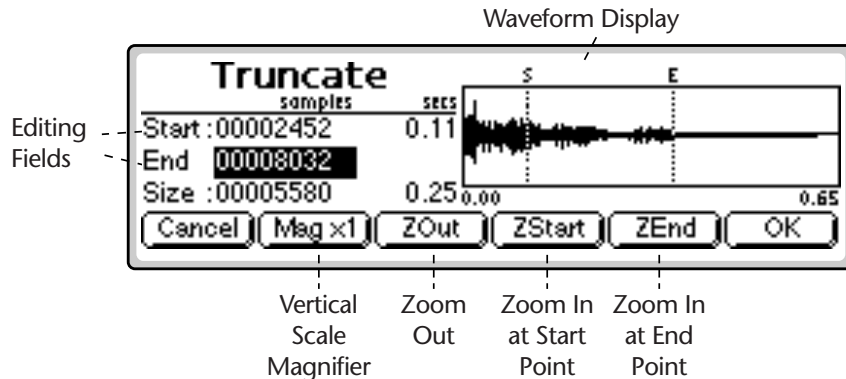 Waveform Display
Truncate
samples secs
S E
Editing Fields
Start :00002452 0.11
End 00008032
Size :00005580 0.25
0.00 0.65
Cancel Mag x1 ZOut ZStart ZEnd OK
Vertical Scale Magnifier
Zoom Out
Zoom In at Start Point
Zoom In at End Point